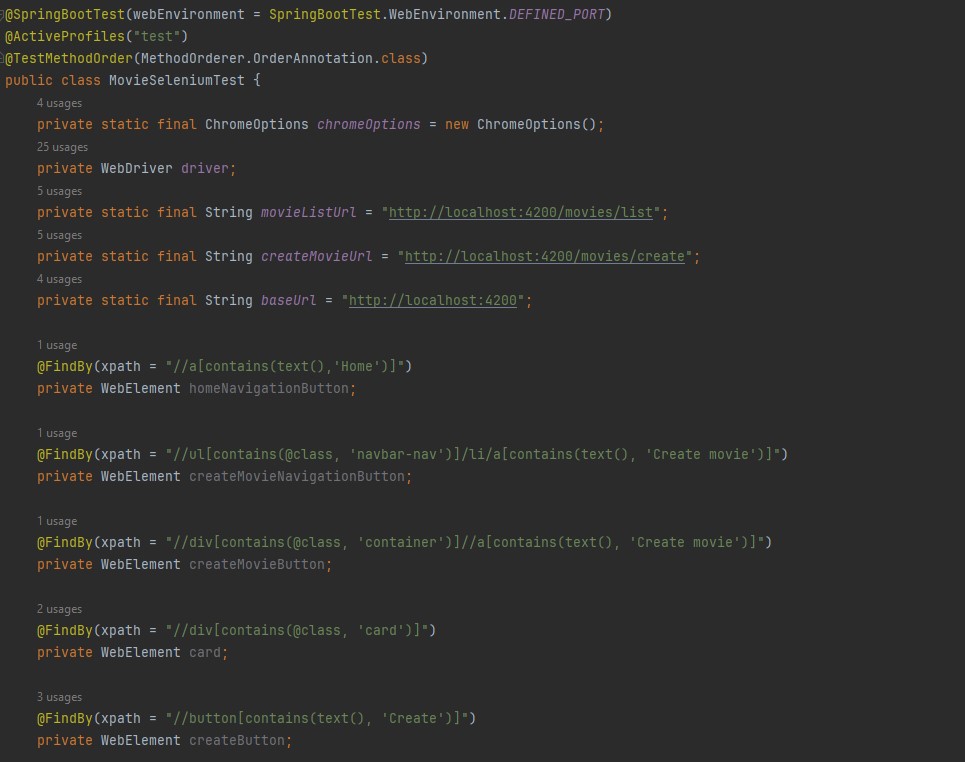 @SpringBootTest(webEnvironment = SpringBootTest.WebEnvironment.DEFINED_PORT)
@ActiveProfiles("test")
@TestMethodOrder(MethodOrderer.OrderAnnotation.class)
public class MovieSeleniumTest {
4 usages
private static final ChromeOptions chromeOptions = new ChromeOptions();
25 usages
private WebDriver driver;
5 usages
private static final String movieListUrl = "http://localhost:4200/movies/list";
5 usages
private static final String createMovieUrl = "http://localhost:4200/movies/create";
4 usages
private static final String baseUrl = "http://localhost:4200";
1 usage
@FindBy(xpath = "//a[contains(text(),'Home')]")
private WebElement homeNavigationButton;
1 usage
@FindBy(xpath = "//ul[contains(@class, 'navbar-nav')]/li/a[contains(text(), 'Create movie')]")
private WebElement createMovieNavigationButton;
1 usage
@FindBy(xpath = "//div[contains(@class, 'container')]//a[contains(text(), 'Create movie')]")
private WebElement createMovieButton;
2 usages
@FindBy(xpath = "//div[contains(@class, 'card')]")
private WebElement card;
3 usages
@FindBy(xpath = "//button[contains(text(), 'Create')]")
private WebElement createButton;